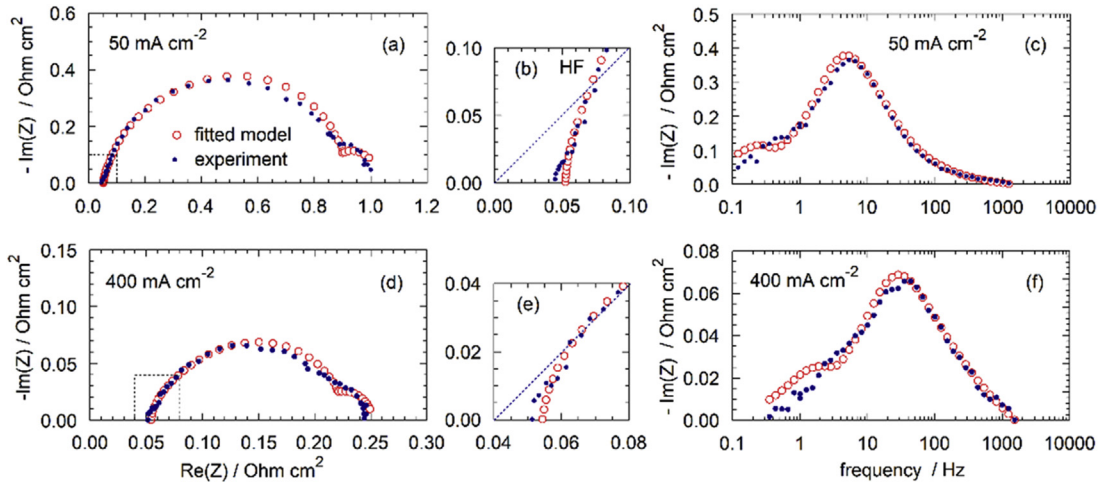 - Im(Z) / Ohm cm²
0.6
0.4
0.2
0.0
50 mA cm⁻²
(a)
fitted model
experiment
0.0 0.2 0.4 0.6 0.8 1.0 1.2
0.10
0.05
0.00
(b) HF
0.00 0.05 0.10
- Im(Z) / Ohm cm²
0.5
0.4
0.3
0.2
0.1
0.0
50 mA cm⁻²
(c)
0.1 1 10 100 1000 10000
-Im(Z) / Ohm cm²
0.15
0.10
0.05
0.00
400 mA cm⁻²
(d)
0.00 0.05 0.10 0.15 0.20 0.25 0.30
Re(Z) / Ohm cm²
0.04
0.02
0.00
(e)
0.04 0.06 0.08
- Im(Z) / Ohm cm²
0.08
0.06
0.04
0.02
0.00
400 mA cm⁻²
(f)
0.1 1 10 100 1000 10000
frequency / Hz